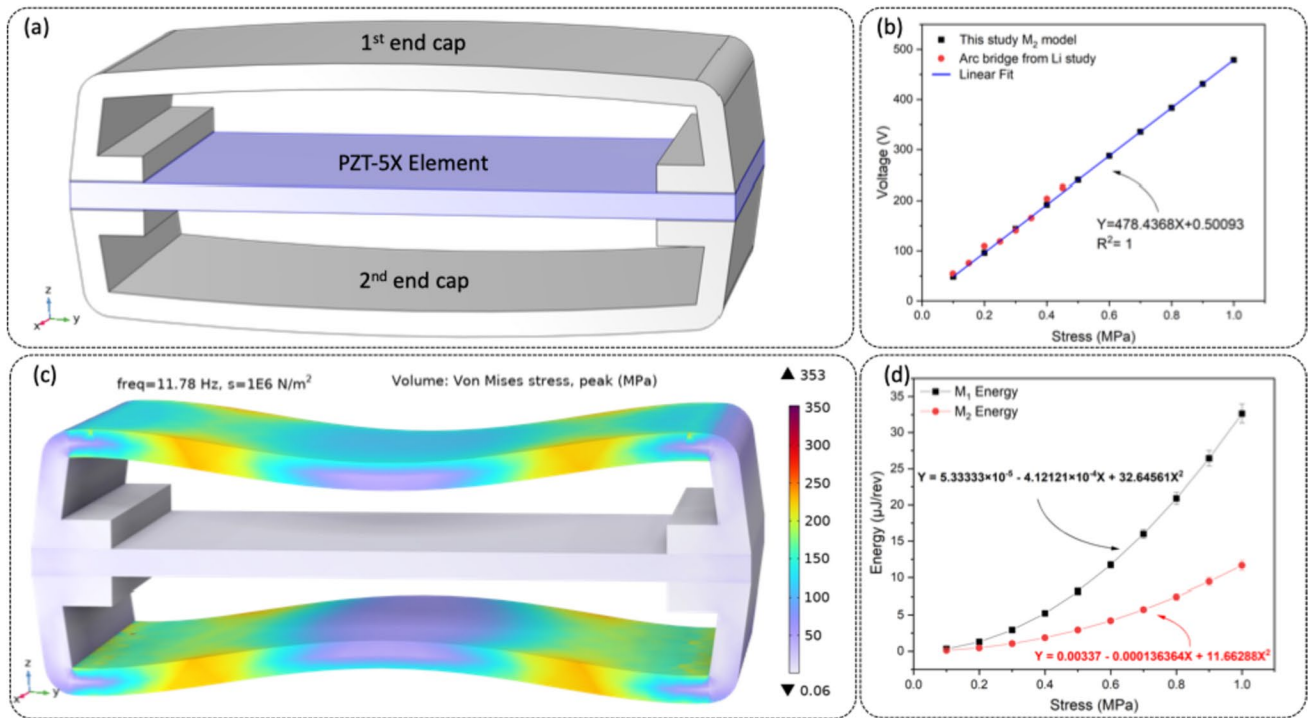 (a)
1st end cap
PZT-5X Element
2nd end cap
z
x
y
(b)
This study M2 model
Arc bridge from Li study
Linear Fit
500
400
300
200
100
0
Voltage (V)
Y=478.4368X+0.50093
R²= 1
0.0 0.2 0.4 0.6 0.8 1.0
Stress (MPa)
(c)
freq=11.78 Hz, s=1E6 N/m²
Volume: Von Mises stress, peak (MPa)
▲ 353
350
300
250
200
150
100
50
▼ 0.06
z
x
y
(d)
M1 Energy
M2 Energy
35
30
25
20
15
10
5
0
Energy (µJ/rev)
Y = 5.33333×10⁻⁵ - 4.12121×10⁻⁴X + 32.64561X²
Y = 0.00337 - 0.000136364X + 11.66288X²
0.0 0.2 0.4 0.6 0.8 1.0
Stress (MPa)